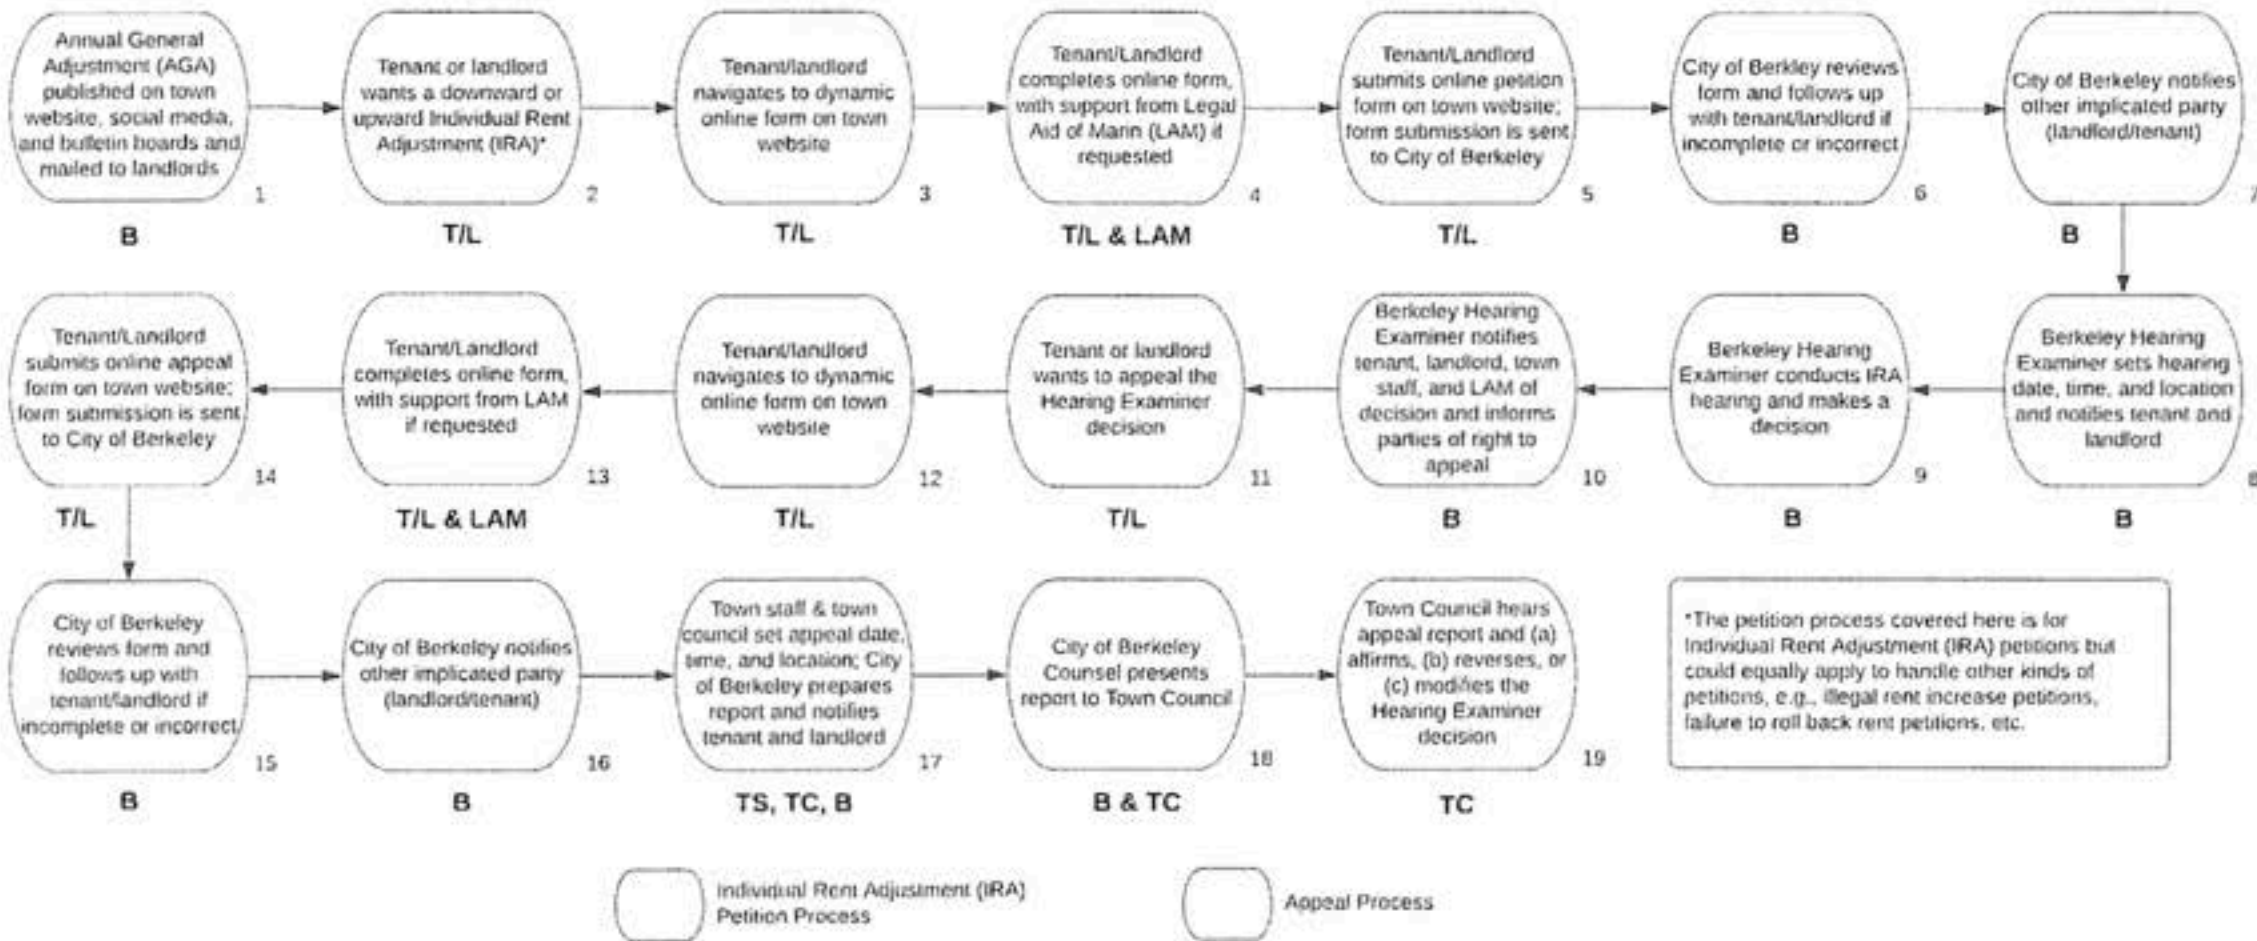 Annual General
Adjustment (AGA)
published on town
website, social media,
and bulletin boards and
mailed to landlords
1
B
Tenant or landlord
wants a downward or
upward Individual Rent
Adjustment (IRA)*
2
T/L
Tenant/landlord
navigates to dynamic
online form on town
website
3
T/L
Tenant/Landlord
completes online form,
with support from Legal
Aid of Marin (LAM) if
requested
4
T/L & LAM
Tenant/Landlord
submits online petition
form on town website;
form submission is sent
to City of Berkeley
5
T/L
City of Berkley reviews
form and follows up
with tenant/landlord if
incomplete or incorrect
6
B
City of Berkeley notifies
other implicated party
(landlord/tenant)
7
B
Berkeley Hearing
Examiner sets hearing
date, time, and location
and notifies tenant and
landlord
8
B
Berkeley Hearing
Examiner conducts IRA
hearing and makes a
decision
9
B
Berkeley Hearing
Examiner notifies
tenant, landlord, town
staff, and LAM of
decision and informs
parties of right to
appeal
10
B
Tenant or landlord
wants to appeal the
Hearing Examiner
decision
11
T/L
Tenant/landlord
navigates to dynamic
online form on town
website
12
T/L
Tenant/Landlord
completes online form,
with support from LAM
if requested
13
T/L & LAM
Tenant/Landlord
submits online appeal
form on town website;
form submission is sent
to City of Berkeley
14
T/L
City of Berkeley
reviews form and
follows up with
tenant/landlord if
incomplete or incorrect
15
B
City of Berkeley notifies
other implicated party
(landlord/tenant)
16
B
Town staff & town
council set appeal date,
time, and location; City
of Berkeley prepares
report and notifies
tenant and landlord
17
TS, TC, B
City of Berkeley
Counsel presents
report to Town Council
18
B & TC
Town Council hears
appeal report and (a)
affirms, (b) reverses, or
(c) modifies the
Hearing Examiner
decision
19
TC
*The petition process covered here is for
Individual Rent Adjustment (IRA) petitions but
could equally apply to handle other kinds of
petitions, e.g., illegal rent increase petitions,
failure to roll back rent petitions, etc.
Individual Rent Adjustment (IRA)
Petition Process
Appeal Process